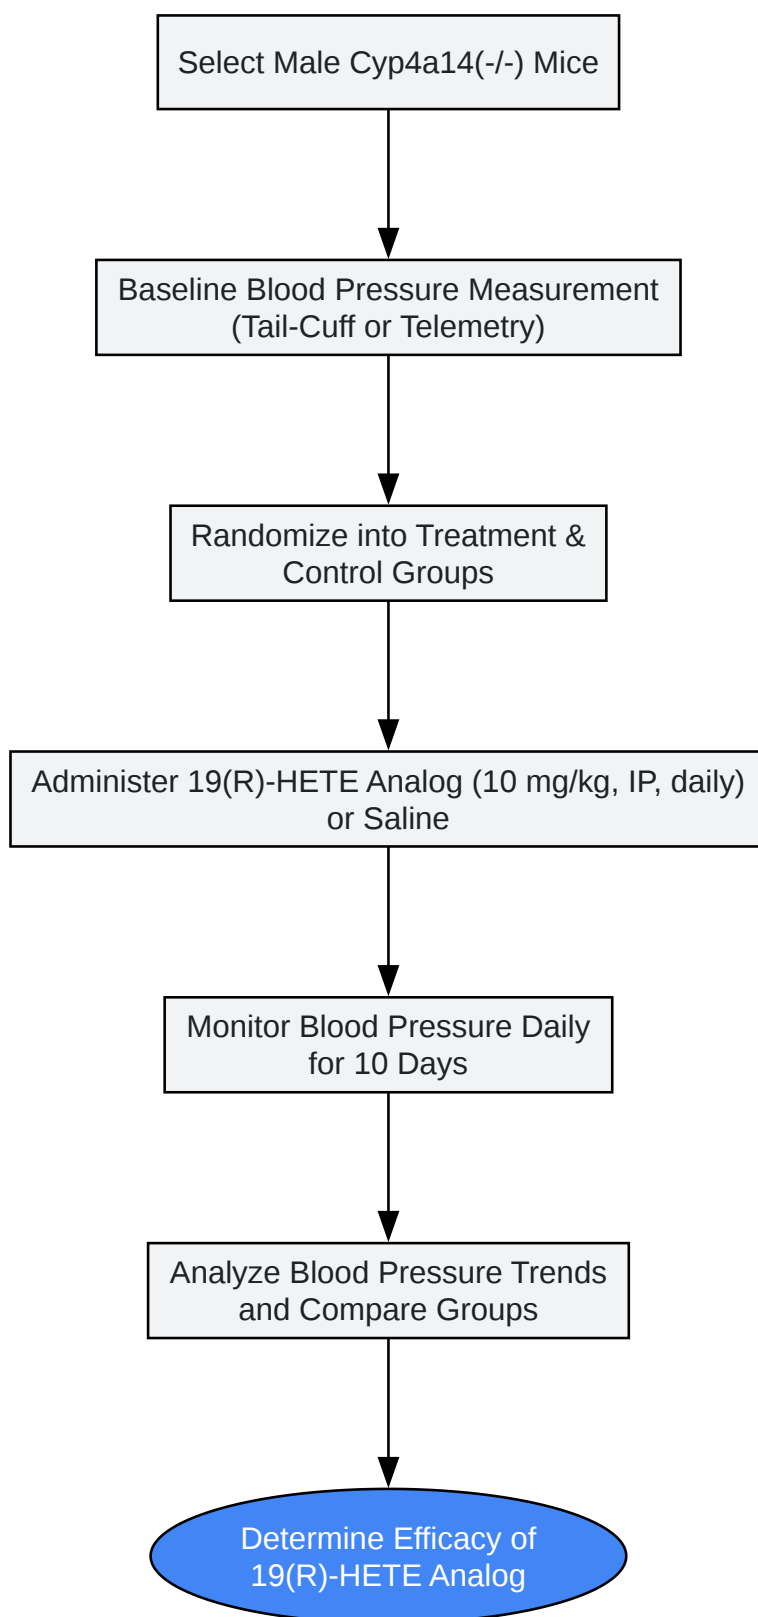 Select Male Cyp4a14(-/-) Mice
Baseline Blood Pressure Measurement
(Tail-Cuff or Telemetry)
Randomize into Treatment &
Control Groups
Administer 19(R)-HETE Analog (10 mg/kg, IP, daily)
or Saline
Monitor Blood Pressure Daily
for 10 Days
Analyze Blood Pressure Trends
and Compare Groups
Determine Efficacy of
19(R)-HETE Analog